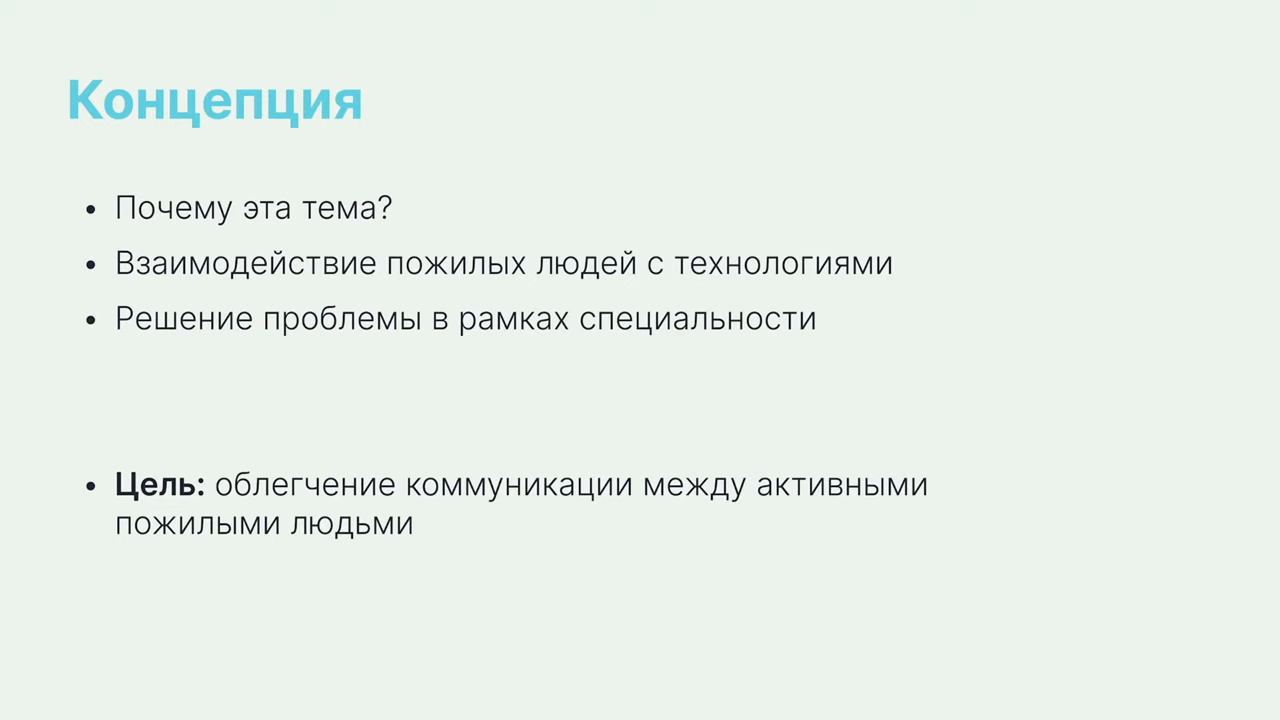 Концепция
• Почему эта тема?
• Взаимодействие пожилых людей с технологиями
• Решение проблемы в рамках специальности
• Цель: облегчение коммуникации между активными
пожилыми людьми